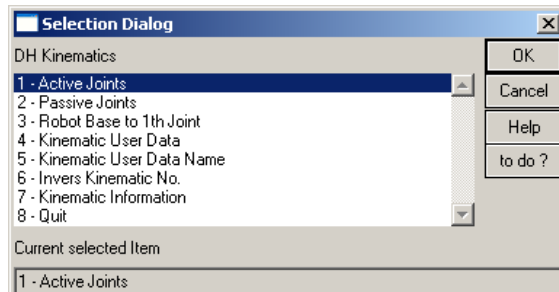 Selection Dialog
DH Kinematics
1 - Active Joints
2 - Passive Joints
3 - Robot Base to 1th Joint
4 - Kinematic User Data
5 - Kinematic User Data Name
6 - Invers Kinematic No.
7 - Kinematic Information
8 - Quit
OK
Cancel
Help
to do ?
Current selected Item
1 - Active Joints